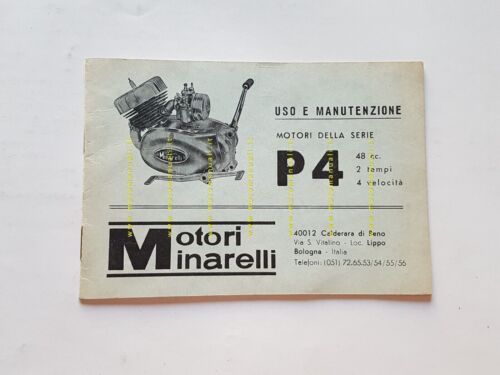 USO E MANUTENZIONE
MOTORI DELLA SERIE
P4
48 cc.
2 tempi
4 velocità
Motori
Minarelli
40012 Calderara di Reno
Via S. Vitalino - Loc. Lippo
Bologna - Italia
Telefoni: (051) 72.65.53/54/55/56